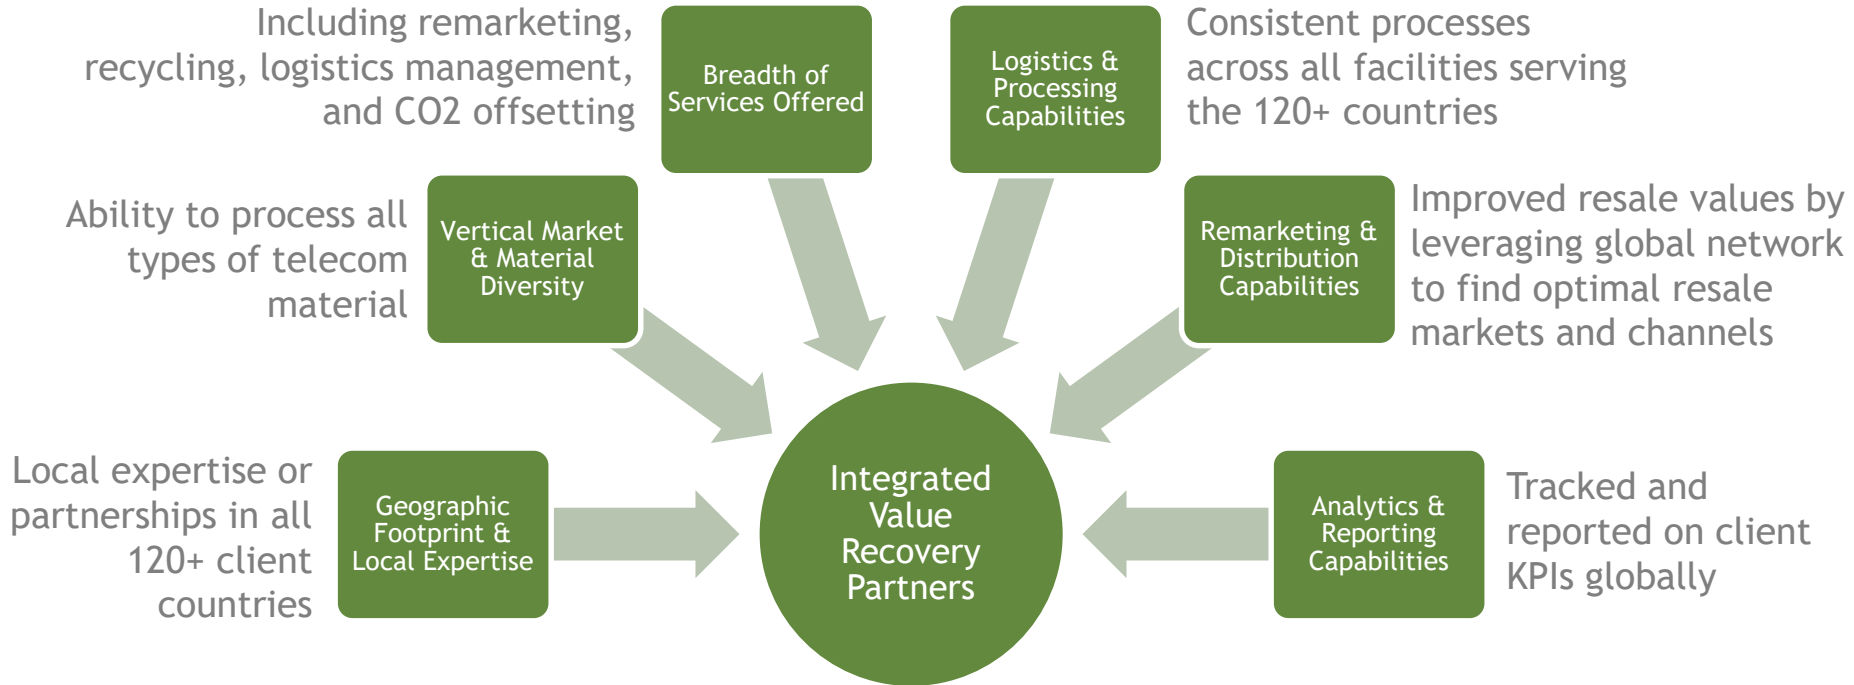 Including remarketing,
recycling, logistics management,
and CO2 offsetting
Breadth of
Services Offered
Logistics &
Processing
Capabilities
Consistent processes
across all facilities serving
the 120+ countries
Ability to process all
types of telecom
material
Vertical Market
& Material
Diversity
Remarketing &
Distribution
Capabilities
Improved resale values by
leveraging global network
to find optimal resale
markets and channels
Local expertise or
partnerships in all
120+ client
countries
Geographic
Footprint &
Local Expertise
Integrated
Value
Recovery
Partners
Analytics &
Reporting
Capabilities
Tracked and
reported on client
KPIs globally